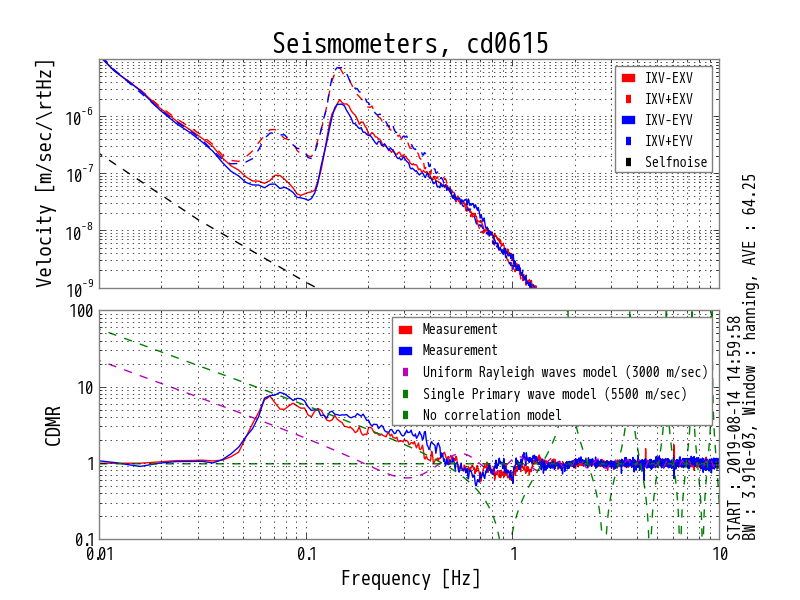 Seismometers, cd0615
Velocity [m/sec/\rtHz]
10^-6
10^-7
10^-8
10^-9
IXV-EXV
IXV+EXV
IXV-EYV
IXV+EYV
Selfnoise
CDMR
100
10
1
0.1
Measurement
Measurement
Uniform Rayleigh waves model (3000 m/sec)
Single Primary wave model (5500 m/sec)
No correlation model
0.01
0.1
1
10
Frequency [Hz]
START : 2019-08-14 14:59:58
BW : 3.91e-03, Window : hanning, AVE : 64.25